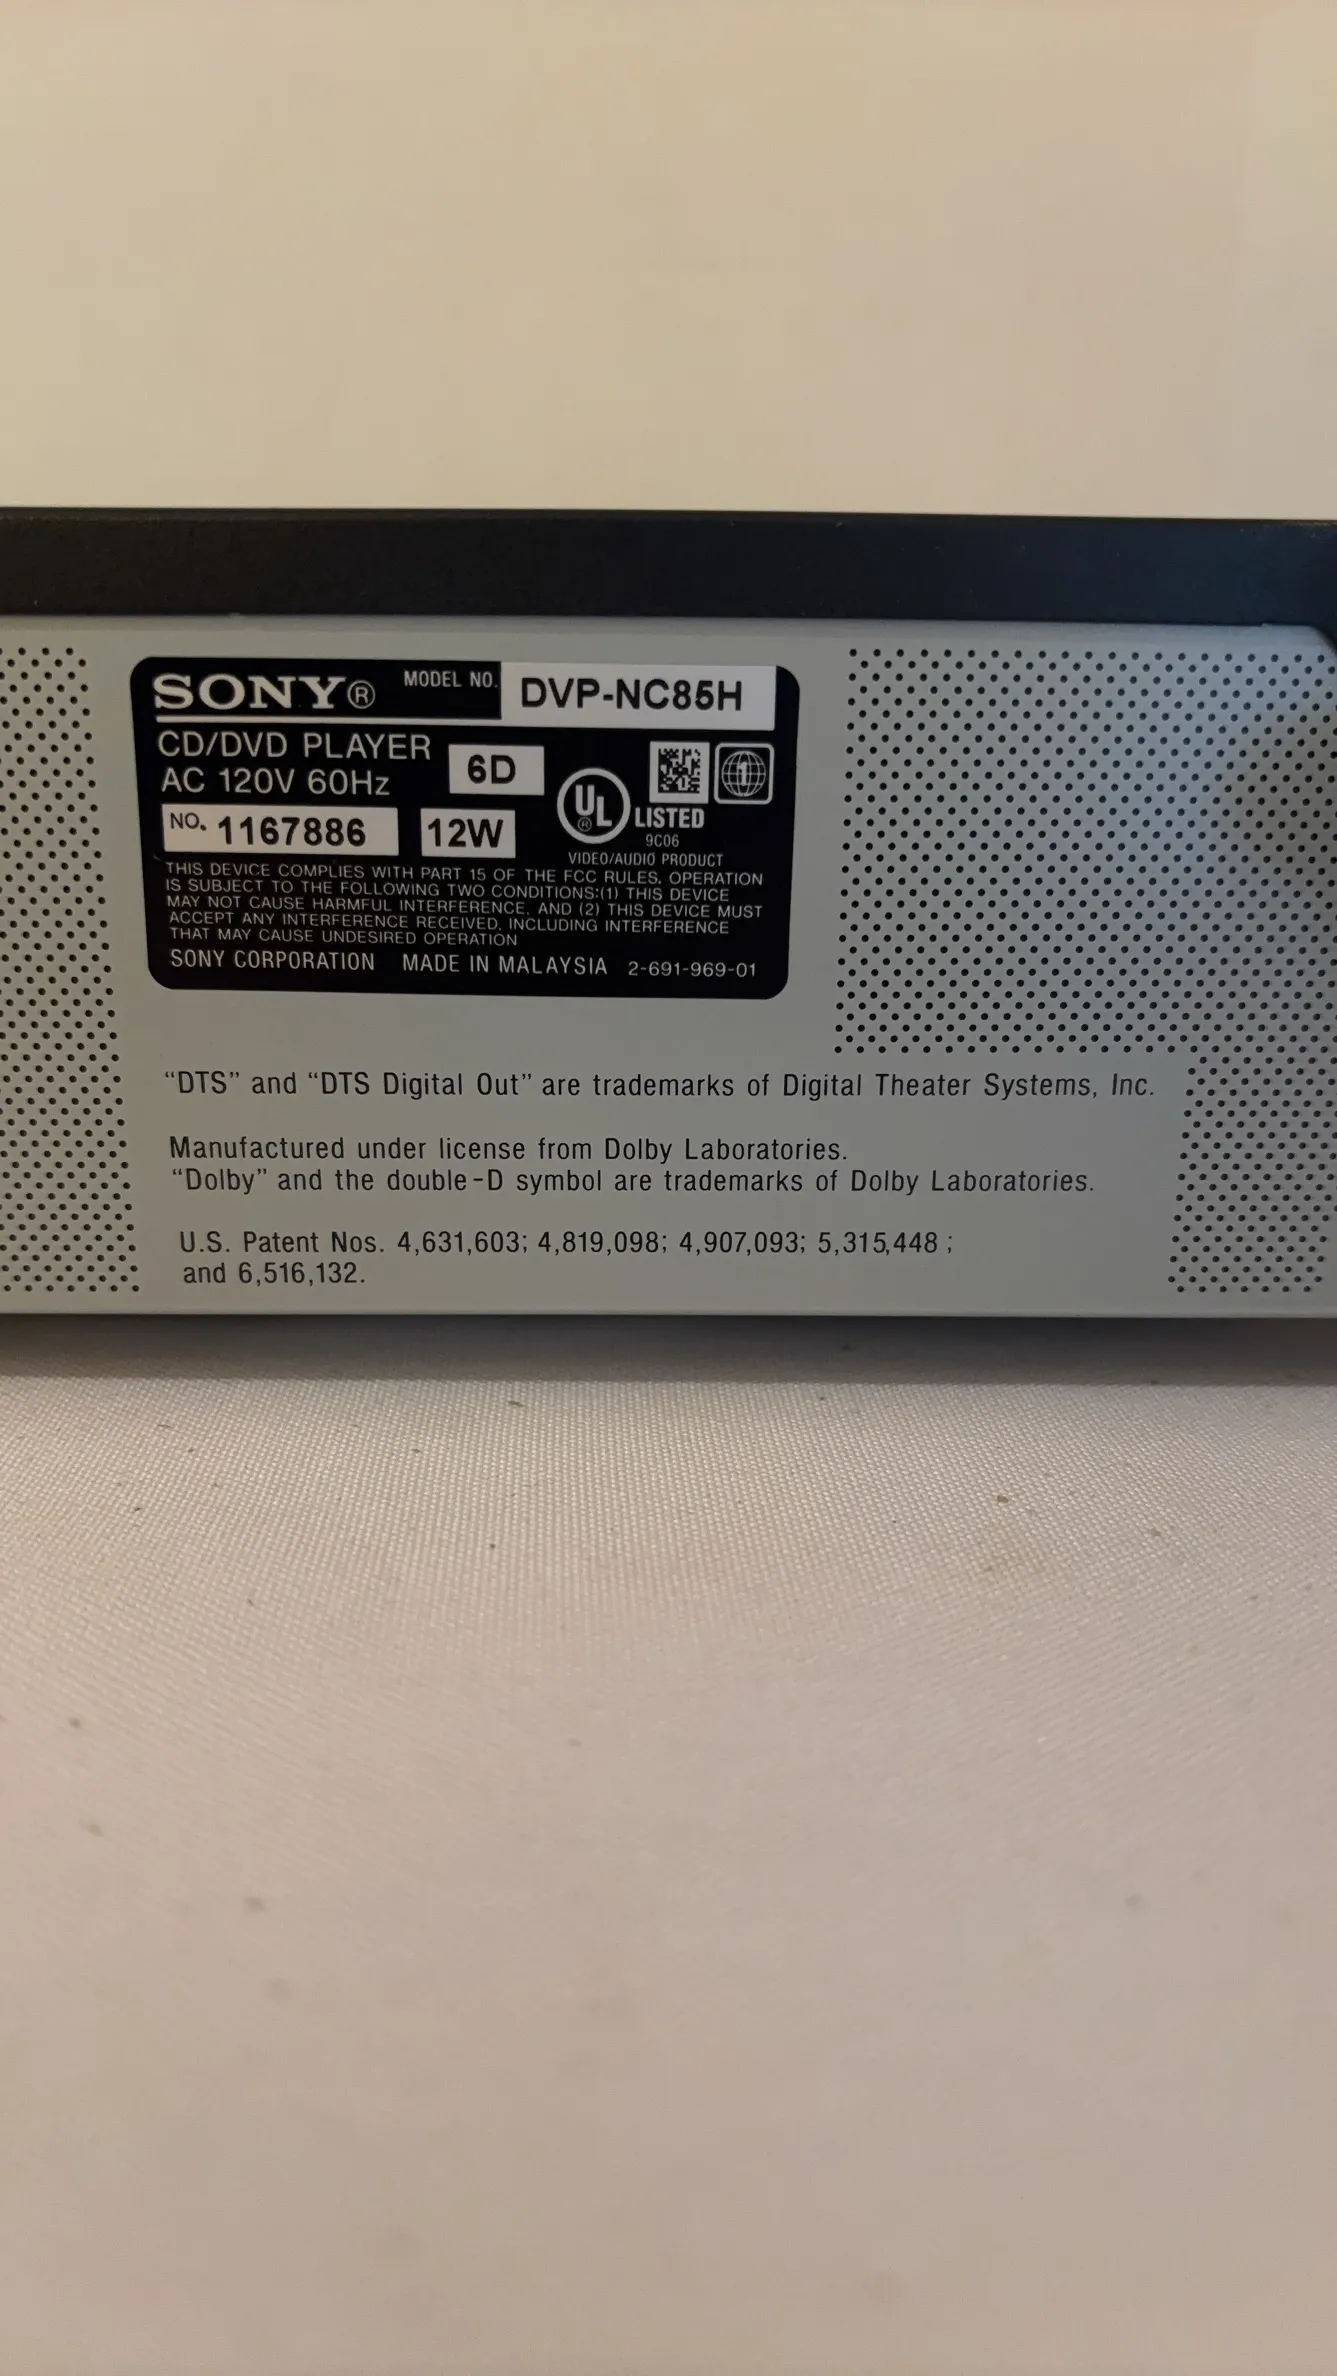 SONY® MODEL NO. DVP-NC85H
CD/DVD PLAYER
AC 120V 60Hz 6D
NO. 1167886 12W
UL ® LISTED
9C06
VIDEO/AUDIO PRODUCT
1
THIS DEVICE COMPLIES WITH PART 15 OF THE FCC RULES. OPERATION
IS SUBJECT TO THE FOLLOWING TWO CONDITIONS:(1) THIS DEVICE
MAY NOT CAUSE HARMFUL INTERFERENCE, AND (2) THIS DEVICE MUST
ACCEPT ANY INTERFERENCE RECEIVED, INCLUDING INTERFERENCE
THAT MAY CAUSE UNDESIRED OPERATION
SONY CORPORATION MADE IN MALAYSIA 2-691-969-01
“DTS” and “DTS Digital Out” are trademarks of Digital Theater Systems, Inc.
Manufactured under license from Dolby Laboratories.
“Dolby” and the double-D symbol are trademarks of Dolby Laboratories.
U.S. Patent Nos. 4,631,603; 4,819,098; 4,907,093; 5,315,448 ;
and 6,516,132.